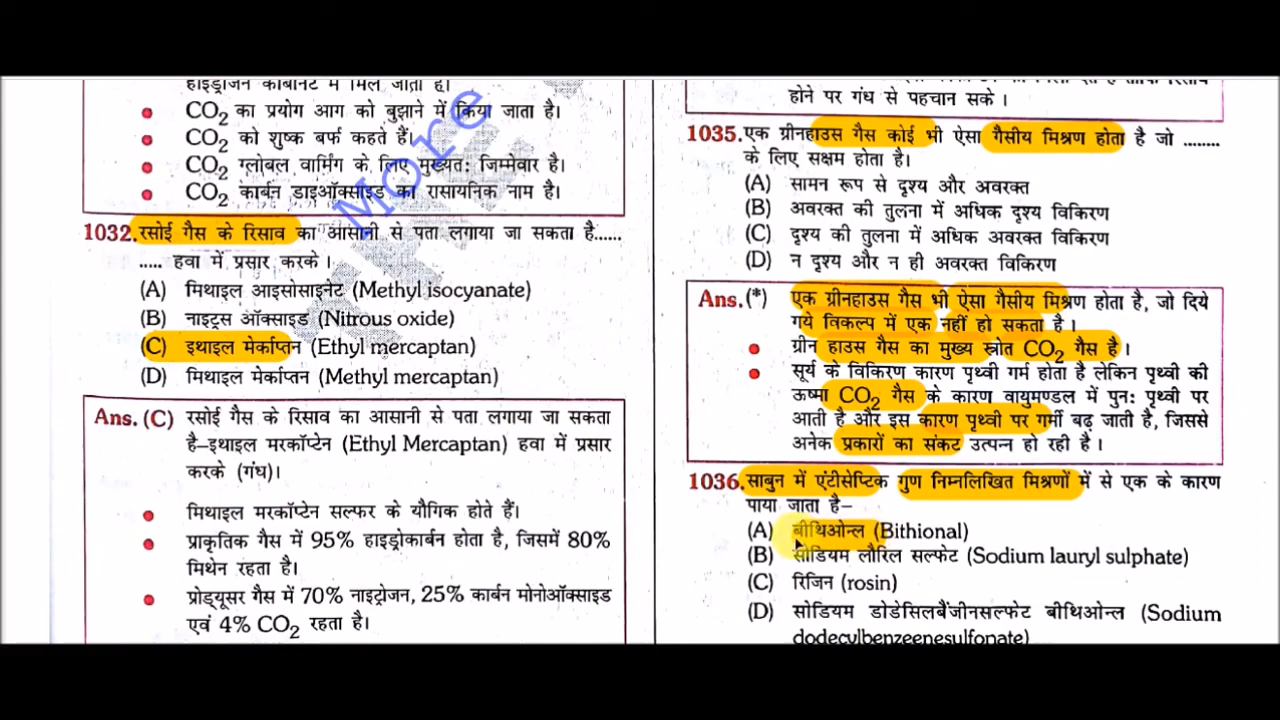 हाइड्रोजन कार्बोनेट में मिल जाता है।
CO2 का प्रयोग आग को बुझाने में किया जाता है।
CO2 को शुष्क बर्फ कहते हैं।
CO2 ग्लोबल वार्मिंग के लिए मुख्यतः जिम्मेवार है।
CO2 कार्बन डाइऑक्साइड का रासायनिक नाम है।
More
1032. रसोई गैस के रिसाव का आसानी से पता लगाया जा सकता है......
..... हवा में प्रसार करके।
(A) मिथाइल आइसोसाइनेट (Methyl isocyanate)
(B) नाइट्रस ऑक्साइड (Nitrous oxide)
(C) इथाइल मेर्काप्तन (Ethyl mercaptan)
(D) मिथाइल मेर्काप्तन (Methyl mercaptan)
Ans. (C) रसोई गैस के रिसाव का आसानी से पता लगाया जा सकता
है–इथाइल मरकॉप्टेन (Ethyl Mercaptan) हवा में प्रसार
करके (गंध)।
मिथाइल मरकॉप्टेन सल्फर के यौगिक होते हैं।
प्राकृतिक गैस में 95% हाइड्रोकार्बन होता है, जिसमें 80%
मिथेन रहता है।
प्रोड्यूसर गैस में 70% नाइट्रोजन, 25% कार्बन मोनोऑक्साइड
एवं 4% CO2 रहता है।
होने पर गंध से पहचान सके।
1035. एक ग्रीनहाउस गैस कोई भी ऐसा गैसीय मिश्रण होता है जो ........
के लिए सक्षम होता है।
(A) सामन रूप से दृश्य और अवरक्त
(B) अवरक्त की तुलना में अधिक दृश्य विकिरण
(C) दृश्य की तुलना में अधिक अवरक्त विकिरण
(D) न दृश्य और न ही अवरक्त विकिरण
Ans. (*) एक ग्रीनहाउस गैस भी ऐसा गैसीय मिश्रण होता है, जो दिये
गये विकल्प में एक नहीं हो सकता है।
ग्रीन हाउस गैस का मुख्य स्त्रोत CO2 गैस है।
सूर्य के विकिरण कारण पृथ्वी गर्म होता है लेकिन पृथ्वी की
ऊष्मा CO2 गैस के कारण वायुमण्डल में पुनः पृथ्वी पर
आती है और इस कारण पृथ्वी पर गर्मी बढ़ जाती है, जिससे
अनेक प्रकारों का संकट उत्पन्न हो रही है।
1036. साबुन में एंटीसेप्टिक गुण निम्नलिखित मिश्रणों में से एक के कारण
पाया जाता है–
(A) बीथिओन्ल (Bithional)
(B) सोडियम लौरिल सल्फेट (Sodium lauryl sulphate)
(C) रिजिन (rosin)
(D) सोडियम डोडेसिलबैंजीनसल्फेट बीथिओन्ल (Sodium
dodecylbenzeenesulfonate)